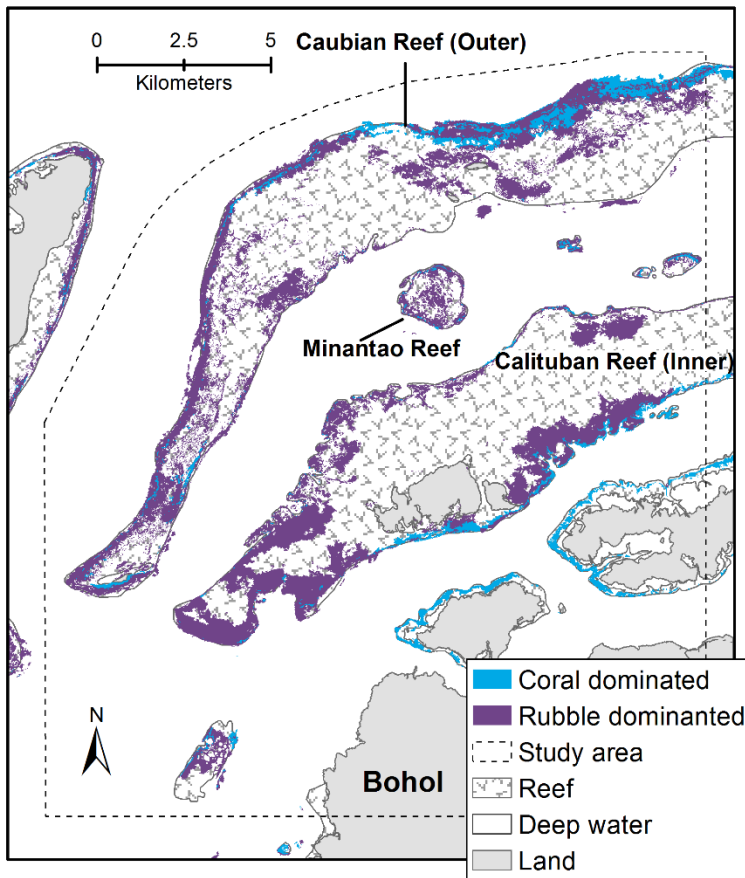 0 2.5 5
Kilometers
Caubian Reef (Outer)
Minantao Reef
Calituban Reef (Inner)
N
Bohol
Coral dominated
Rubble dominanted
Study area
Reef
Deep water
Land